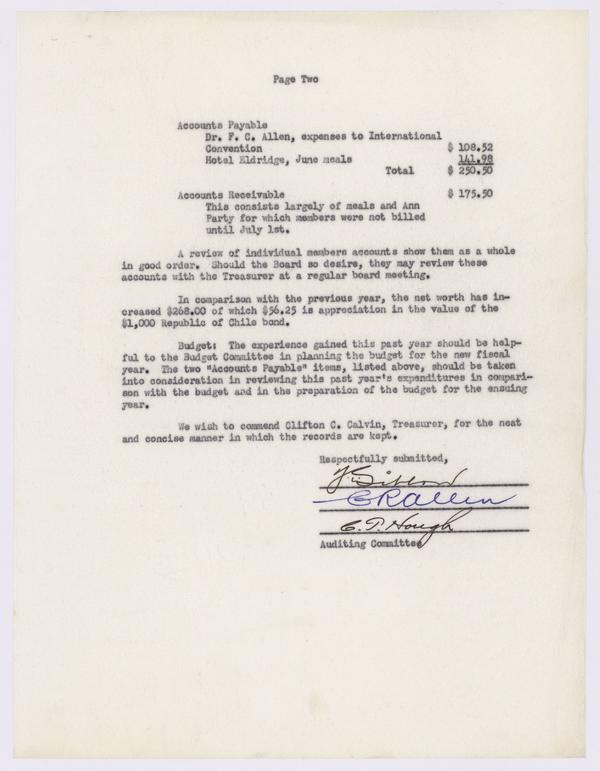 Page Two
Accounts Payable
Dr. F. C. Allen, expenses to International
Convention $ 108.52
Hotel Eldridge, June meals 141.98
Total $ 250.50
Accounts Receivable $ 175.50
This consists largely of meals and Ann
Party for which members were not billed
until July 1st.
A review of individual members accounts show them as a whole
in good order. Should the Board so desire, they may review these
accounts with the Treasurer at a regular board meeting.
In comparison with the previous year, the net worth has in-
creased $268.00 of which $56.25 is appreciation in the value of the
$1,000 Republic of Chile bond.
Budget: The experience gained this past year should be help-
ful to the Budget Committee in planning the budget for the new fiscal
year. The two "Accounts Payable" items, listed above, should be taken
into consideration in reviewing this past year's expenditures in compari-
son with the budget and in the preparation of the budget for the ensuing
year.
We wish to commend Clifton C. Calvin, Treasurer, for the neat
and concise manner in which the records are kept.
Respectfully submitted,
C. P. Hough
Auditing Committee